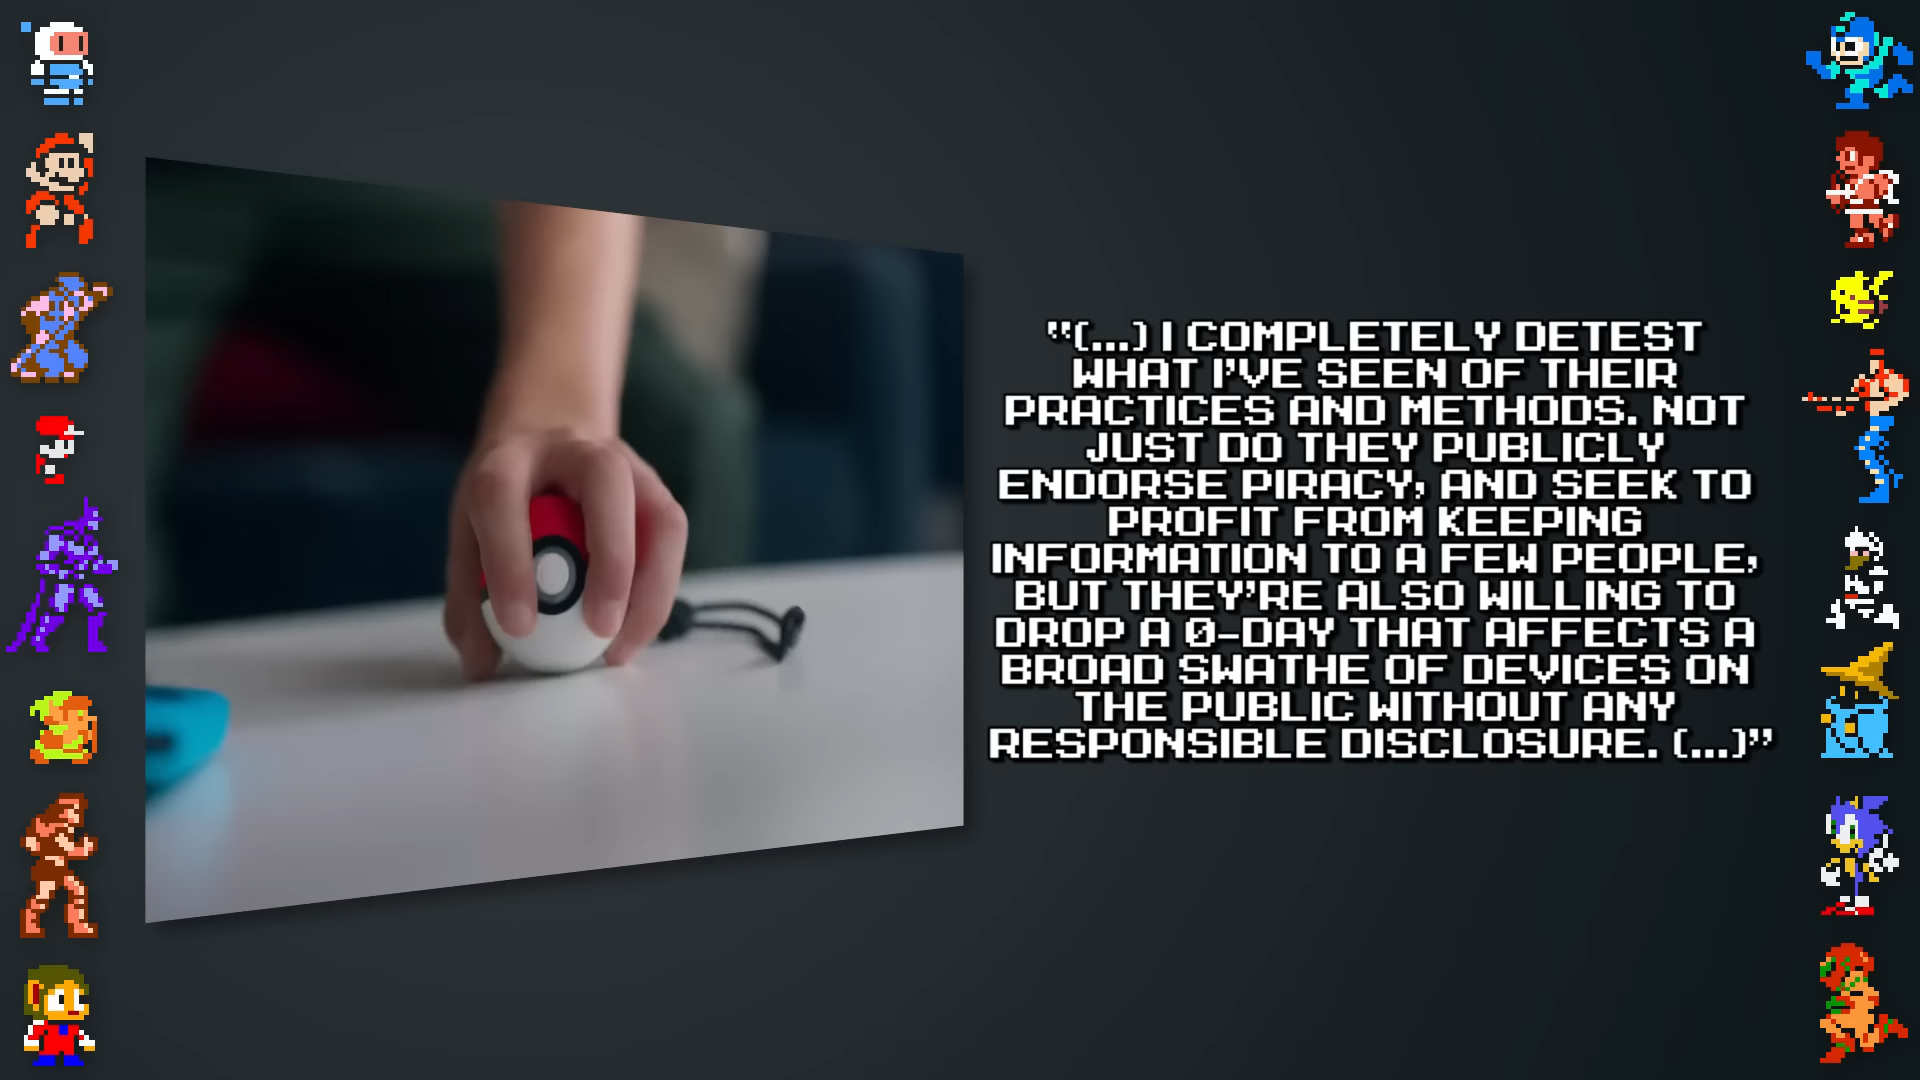 "(...) I COMPLETELY DETEST
WHAT I'VE SEEN OF THEIR
PRACTICES AND METHODS. NOT
JUST DO THEY PUBLICLY
ENDORSE PIRACY, AND SEEK TO
PROFIT FROM KEEPING
INFORMATION TO A FEW PEOPLE,
BUT THEY'RE ALSO WILLING TO
DROP A 0-DAY THAT AFFECTS A
BROAD SWATHE OF DEVICES ON
THE PUBLIC WITHOUT ANY
RESPONSIBLE DISCLOSURE. (...)"